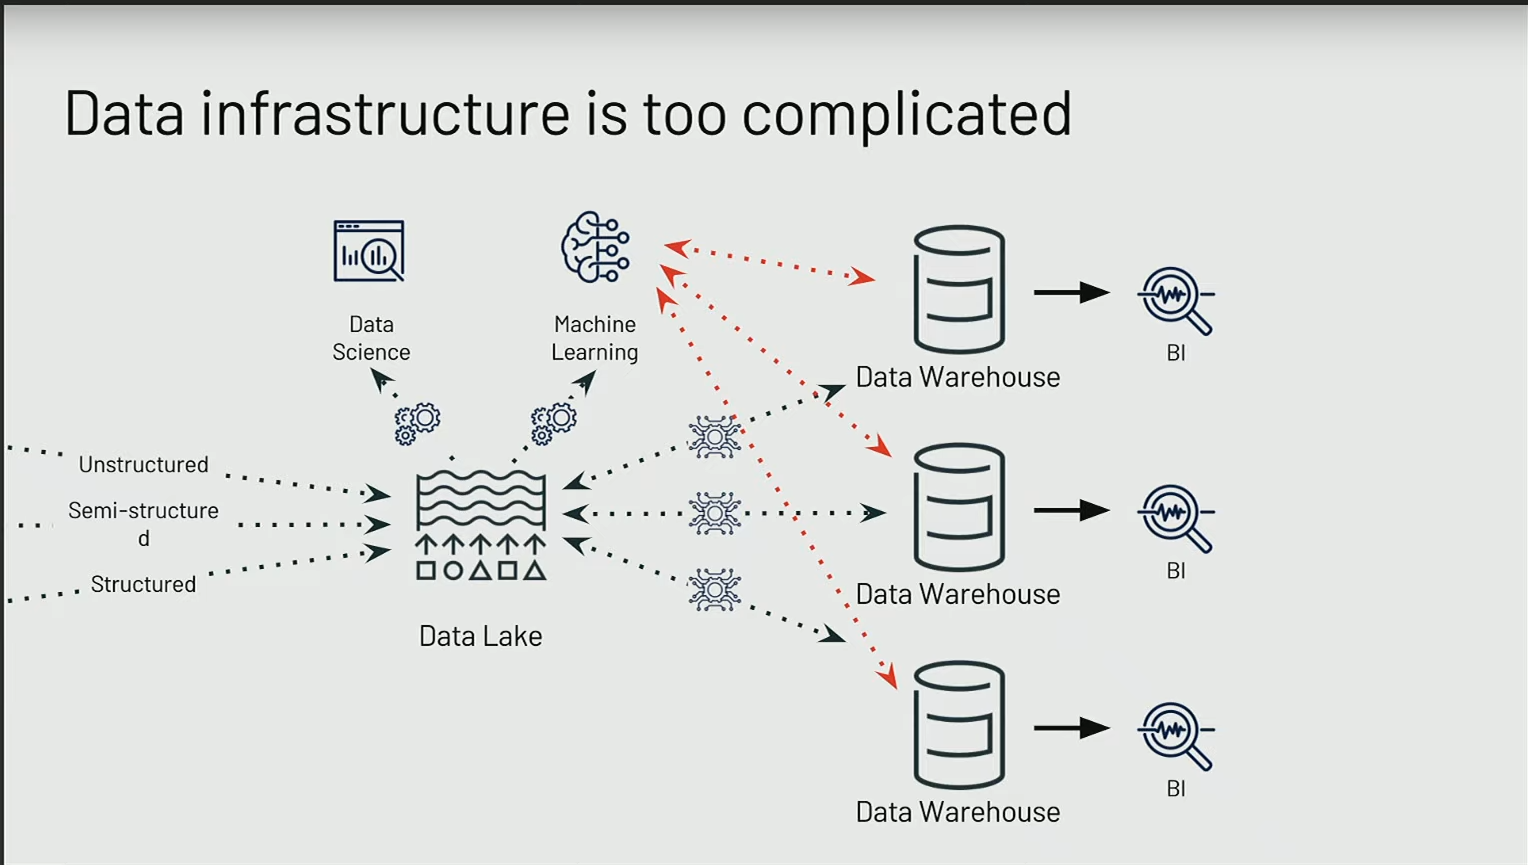 Data infrastructure is too complicated
Data
Science
Machine
Learning
Data Warehouse
BI
Unstructured
Semi-structure
d
Structured
Data Lake
Data Warehouse
BI
Data Warehouse
BI